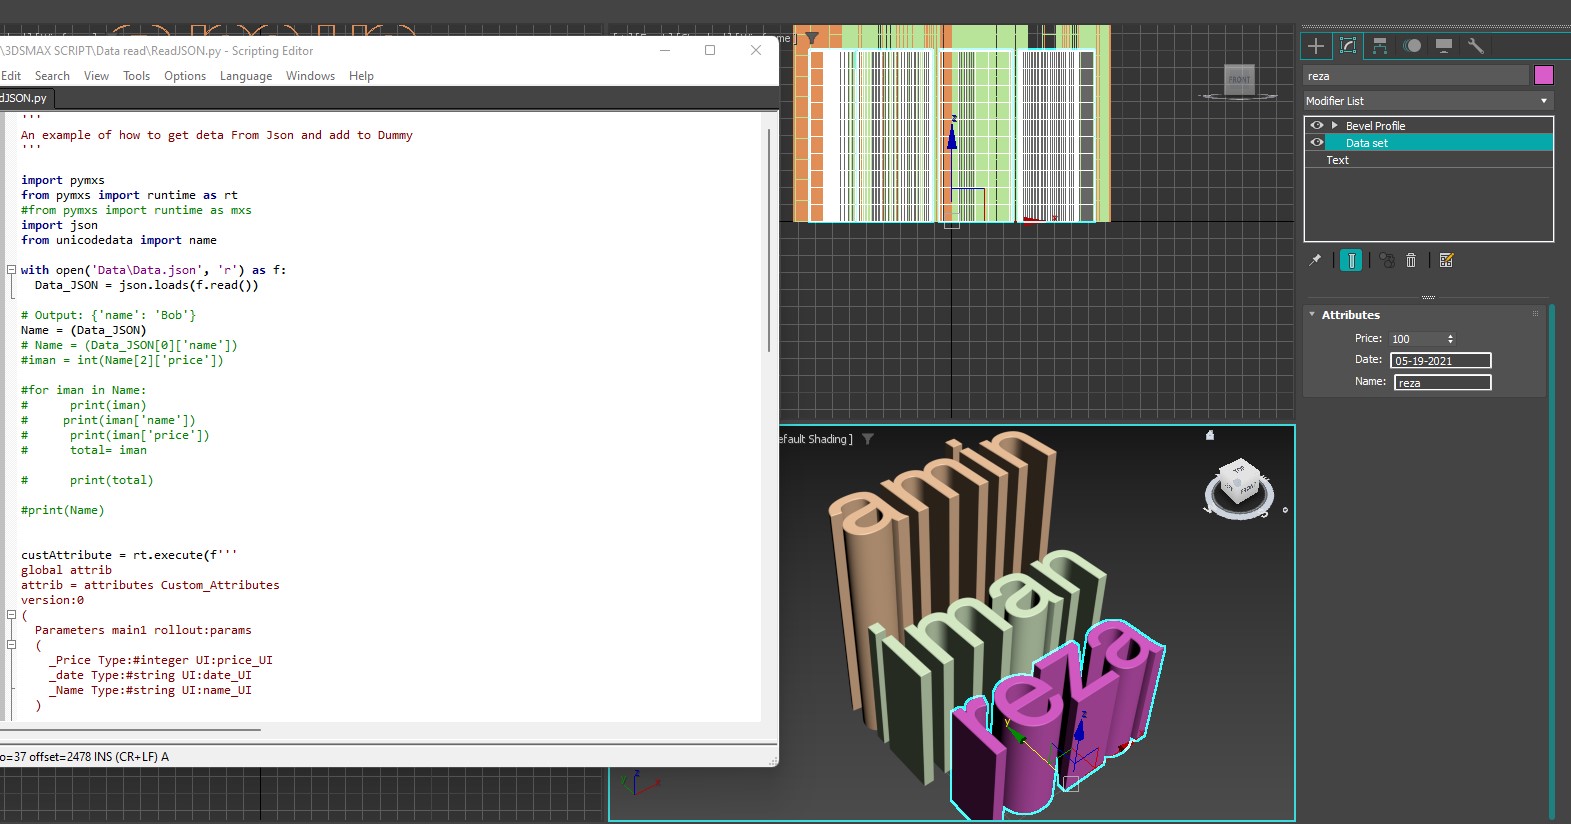 \3DSMAX SCRIPT\Data read\ReadJSON.py - Scripting Editor
Edit Search View Tools Options Language Windows Help
dJSON.py
'''
An example of how to get deta From Json and add to Dummy
'''
import pymxs
from pymxs import runtime as rt
#from pymxs import runtime as mxs
import json
from unicodedata import name
with open('Data\Data.json', 'r') as f:
Data_JSON = json.loads(f.read())
# Output: {'name': 'Bob'}
Name = (Data_JSON)
# Name = (Data_JSON[0]['name'])
#iman = int(Name[2]['price'])
#for iman in Name:
# print(iman)
# print(iman['name'])
# print(iman['price'])
# total= iman
# print(total)
#print(Name)
custAttribute = rt.execute(f'''
global attrib
attrib = attributes Custom_Attributes
version:0
(
Parameters main1 rollout:params
(
_Price Type:#integer UI:price_UI
_date Type:#string UI:date_UI
_Name Type:#string UI:name_UI
)
o=37 offset=2478 INS (CR+LF) A
FRONT
z
x
efault Shading ]
TOP
FRONT
amin
iman
reza
z
y
z
y
x
reza
Modifier List
Bevel Profile
Data set
Text
Attributes
Price: 100
Date: 05-19-2021
Name: reza